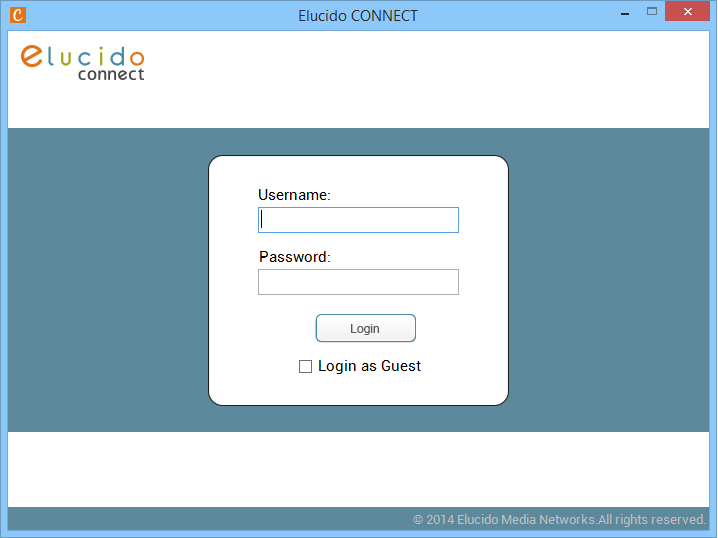 Elucido CONNECT
elucido
connect
Username:
Password:
Login
Login as Guest
© 2014 Elucido Media Networks.All rights reserved.